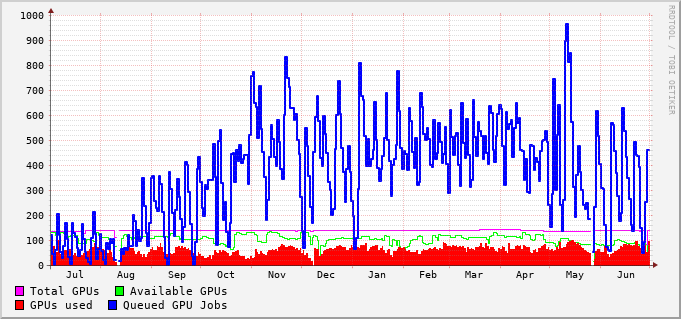 1000
900
800
700
600
500
400
300
200
100
0
Jul Aug Sep Oct Nov Dec Jan Feb Mar Apr May Jun
Total GPUs Available GPUs
GPUs used Queued GPU Jobs
RRDTOOL / TOBI OETIKER